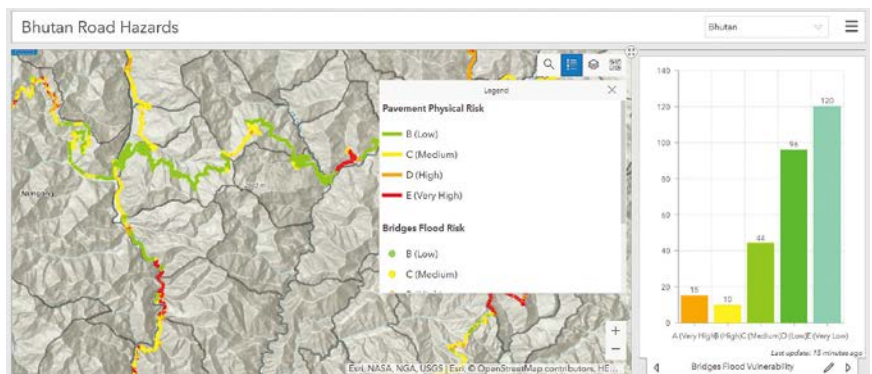 Bhutan Road Hazards
Bhutan
Legend
Pavement Physical Risk
B (Low)
C (Medium)
D (High)
E (Very High)
Bridges Flood Risk
B (Low)
C (Medium)
Esri, NASA, NGA, USGS | Esri, © OpenStreetMap contributors, HE...
140
120
100
80
60
40
20
0
15
10
44
96
120
A (Very High)
B (High)
C (Medium)
D (Low)
E (Very Low)
Last update: 15 minutes ago
Bridges Flood Vulnerability